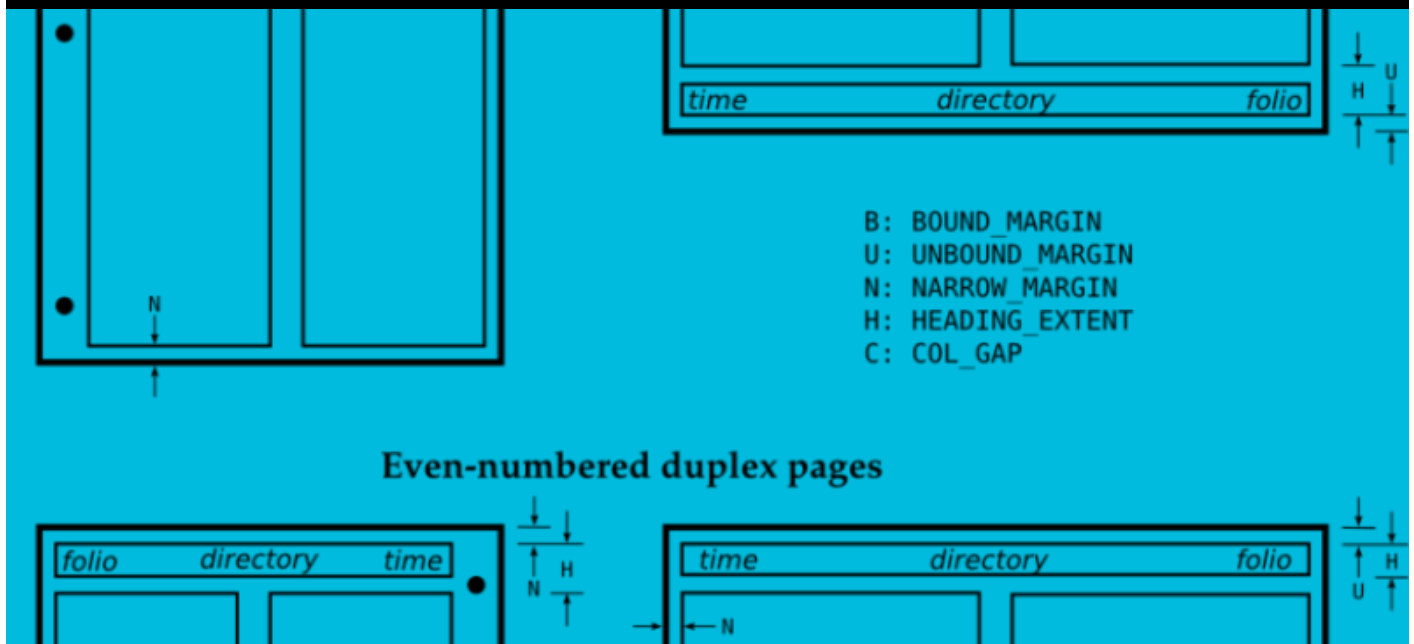 U
H
time directory folio
B: BOUND_MARGIN
U: UNBOUND_MARGIN
N: NARROW_MARGIN
H: HEADING_EXTENT
C: COL_GAP
N
Even-numbered duplex pages
folio directory time
H
N
time directory folio
H
U
N